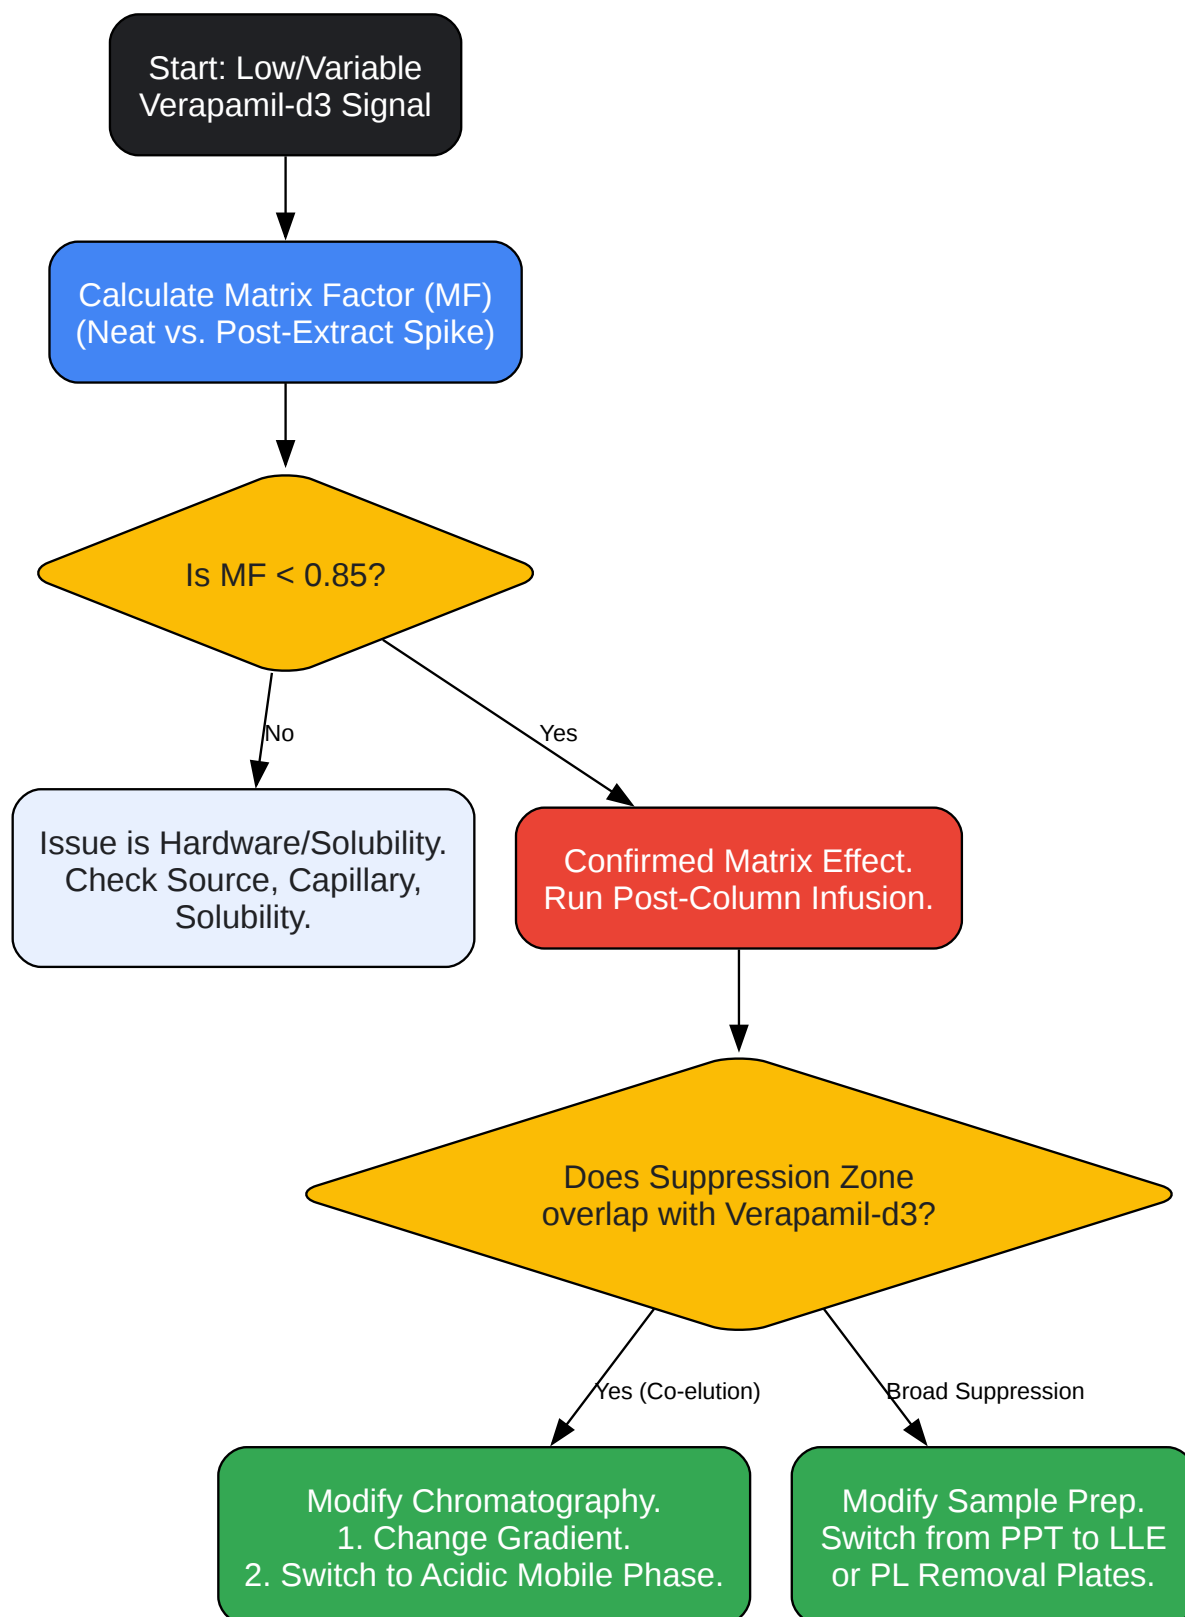 Start: Low/Variable
Verapamil-d3 Signal
Calculate Matrix Factor (MF)
(Neat vs. Post-Extract Spike)
Is MF < 0.85?
No
Yes
Issue is Hardware/Solubility.
Check Source, Capillary,
Solubility.
Confirmed Matrix Effect.
Run Post-Column Infusion.
Does Suppression Zone
overlap with Verapamil-d3?
Yes (Co-elution)
Broad Suppression
Modify Chromatography.
1. Change Gradient.
2. Switch to Acidic Mobile Phase.
Modify Sample Prep.
Switch from PPT to LLE
or PL Removal Plates.